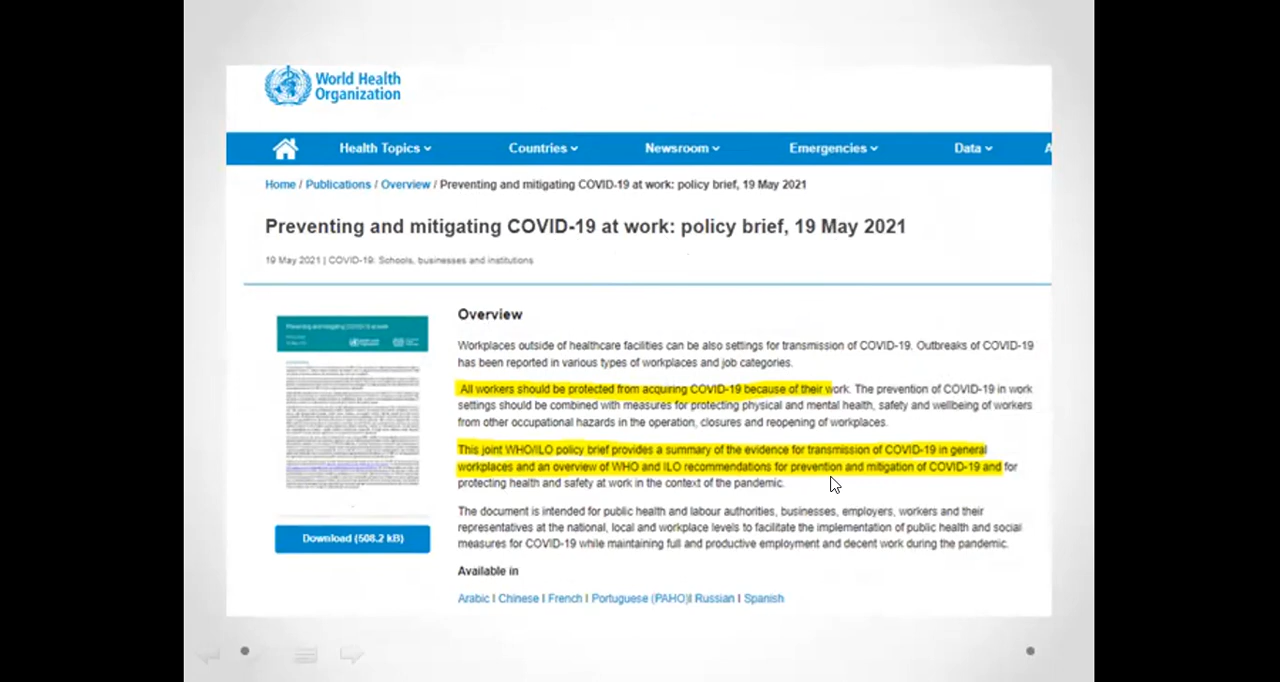 World Health
Organization
Health Topics
Countries
Newsroom
Emergencies
Data
A
Home / Publications / Overview / Preventing and mitigating COVID-19 at work: policy brief, 19 May 2021
Preventing and mitigating COVID-19 at work: policy brief, 19 May 2021
19 May 2021 | COVID-19: Schools, businesses and institutions
Preventing and mitigating COVID-19 at work
Overview
Workplaces outside of healthcare facilities can be also settings for transmission of COVID-19. Outbreaks of COVID-19
has been reported in various types of workplaces and job categories.
All workers should be protected from acquiring COVID-19 because of their work. The prevention of COVID-19 in work
settings should be combined with measures for protecting physical and mental health, safety and wellbeing of workers
from other occupational hazards in the operation, closures and reopening of workplaces.
This joint WHO/ILO policy brief provides a summary of the evidence for transmission of COVID-19 in general
workplaces and an overview of WHO and ILO recommendations for prevention and mitigation of COVID-19 and for
protecting health and safety at work in the context of the pandemic.
The document is intended for public health and labour authorities, businesses, employers, workers and their
representatives at the national, local and workplace levels to facilitate the implementation of public health and social
measures for COVID-19 while maintaining full and productive employment and decent work during the pandemic.
Download (508.2 kB)
Available in
Arabic I Chinese I French I Portuguese (PAHO)I Russian I Spanish